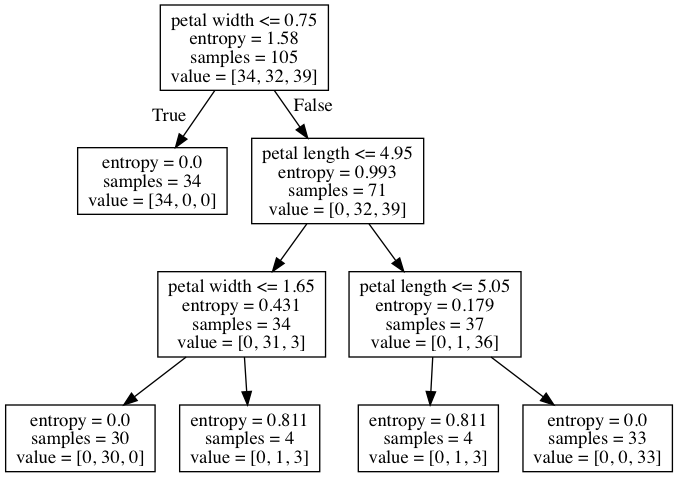 petal width <= 0.75
entropy = 1.58
samples = 105
value = [34, 32, 39]
True
False
entropy = 0.0
samples = 34
value = [34, 0, 0]
petal length <= 4.95
entropy = 0.993
samples = 71
value = [0, 32, 39]
petal width <= 1.65
entropy = 0.431
samples = 34
value = [0, 31, 3]
petal length <= 5.05
entropy = 0.179
samples = 37
value = [0, 1, 36]
entropy = 0.0
samples = 30
value = [0, 30, 0]
entropy = 0.811
samples = 4
value = [0, 1, 3]
entropy = 0.811
samples = 4
value = [0, 1, 3]
entropy = 0.0
samples = 33
value = [0, 0, 33]